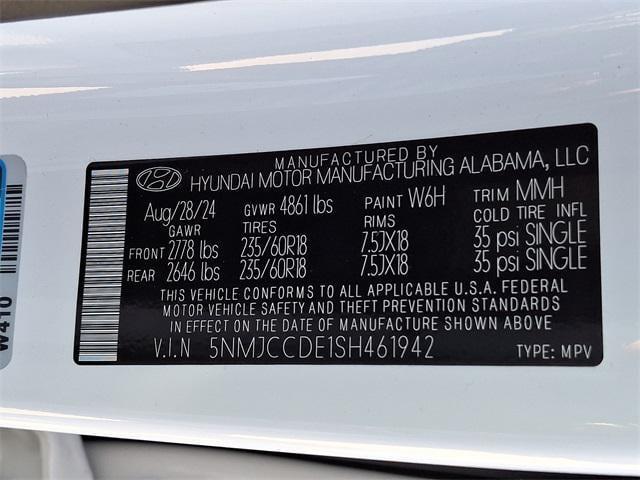 MANUFACTURED BY
HYUNDAI MOTOR MANUFACTURING ALABAMA, LLC
Aug/28/24 GVWR 4861 lbs PAINT W6H TRIM MMH
GAWR TIRES RIMS COLD TIRE INFL
FRONT 2778 lbs 235/60R18 7.5JX18 35 psi SINGLE
REAR 2646 lbs 235/60R18 7.5JX18 35 psi SINGLE
THIS VEHICLE CONFORMS TO ALL APPLICABLE U.S.A. FEDERAL
MOTOR VEHICLE SAFETY AND THEFT PREVENTION STANDARDS
IN EFFECT ON THE DATE OF MANUFACTURE SHOWN ABOVE
V.I.N 5NMJCCDE1SH461942 TYPE: MPV
W410